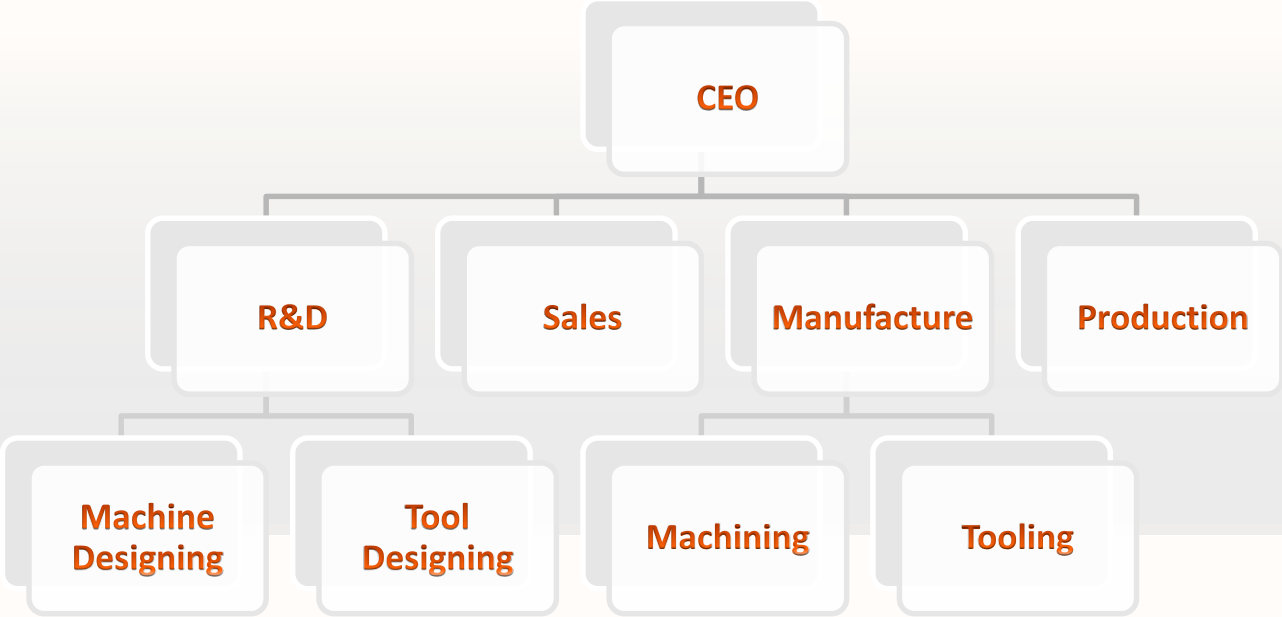 CEO
R&D
Sales
Manufacture
Production
Machine
Designing
Tool
Designing
Machining
Tooling